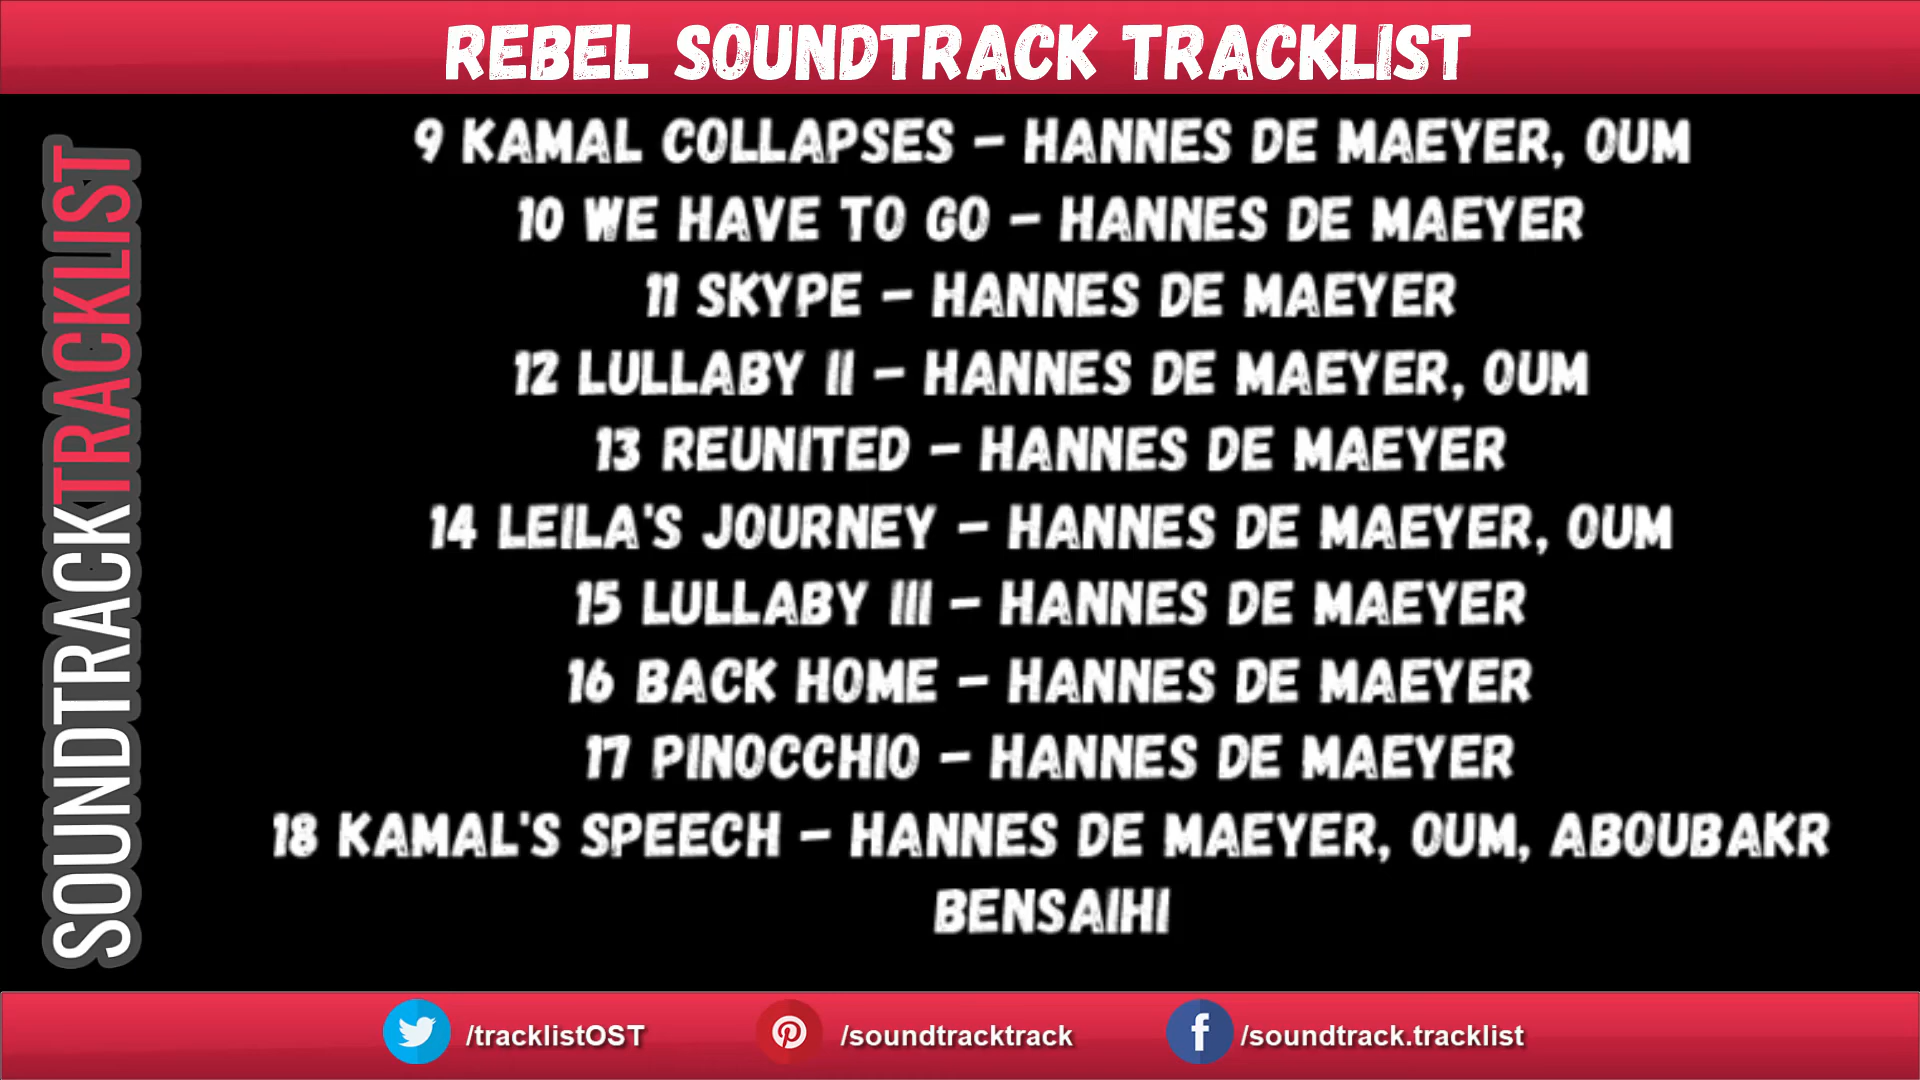 REBEL SOUNDTRACK TRACKLIST
SOUNDTRACKTRACKLIST
9 KAMAL COLLAPSES – HANNES DE MAEYER, OUM
10 WE HAVE TO GO – HANNES DE MAEYER
11 SKYPE – HANNES DE MAEYER
12 LULLABY II – HANNES DE MAEYER, OUM
13 REUNITED – HANNES DE MAEYER
14 LEILA'S JOURNEY – HANNES DE MAEYER, OUM
15 LULLABY III – HANNES DE MAEYER
16 BACK HOME – HANNES DE MAEYER
17 PINOCCHIO – HANNES DE MAEYER
18 KAMAL'S SPEECH – HANNES DE MAEYER, OUM, ABOUBAKR
BENSAIHI
/tracklistOST
/soundtracktrack
/soundtrack.tracklist